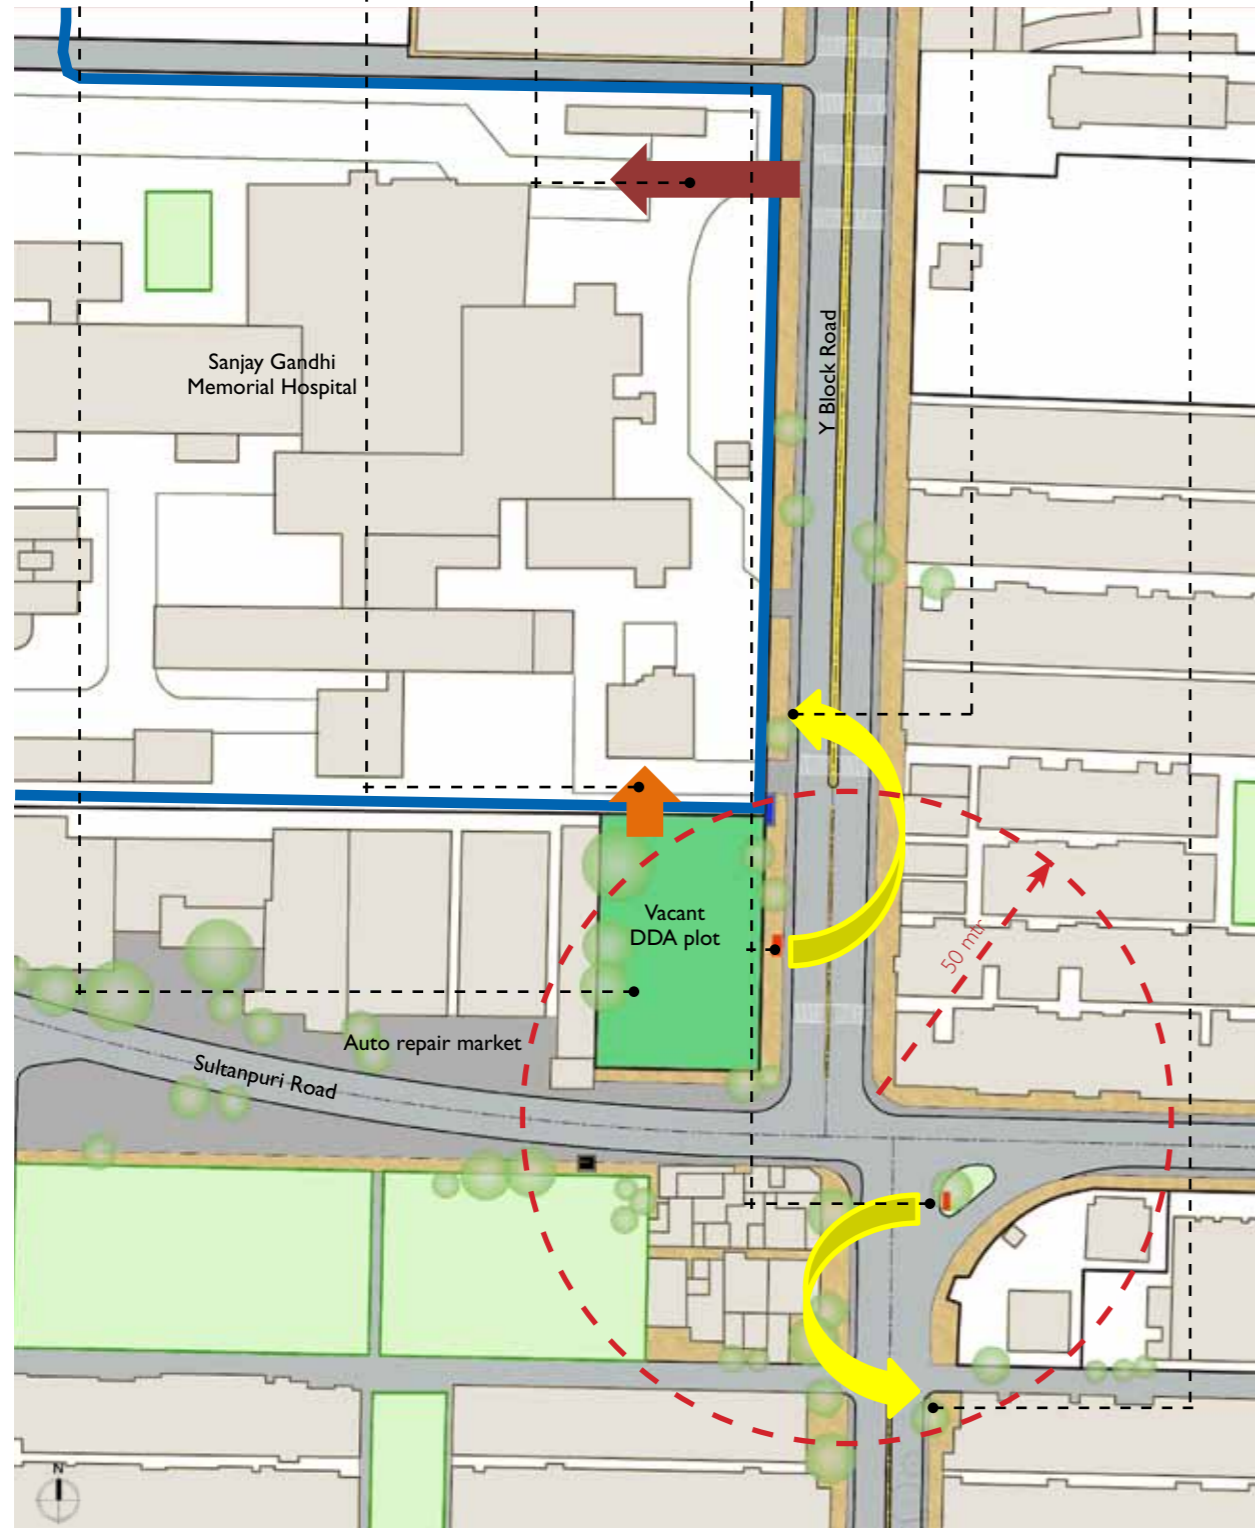 Sanjay Gandhi
Memorial Hospital
Y Block Road
Vacant
DDA plot
50 mtr
Auto repair market
Sultanpuri Road
N